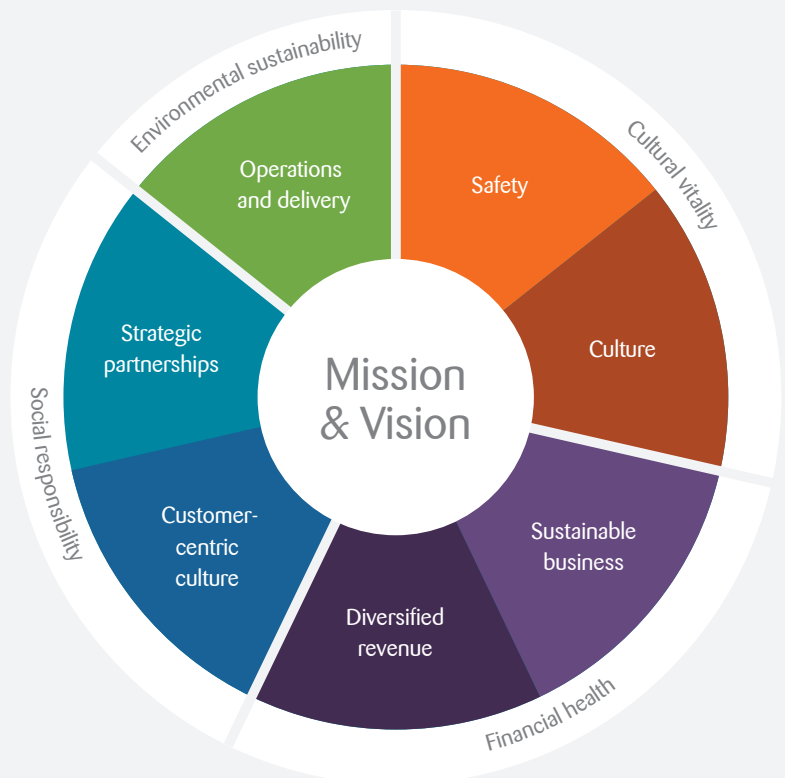 Environmental sustainability
Cultural vitality
Operations
and delivery
Safety
Strategic
partnerships
Culture
Mission
& Vision
Social responsibility
Customer-
centric
culture
Sustainable
business
Diversified
revenue
Financial health